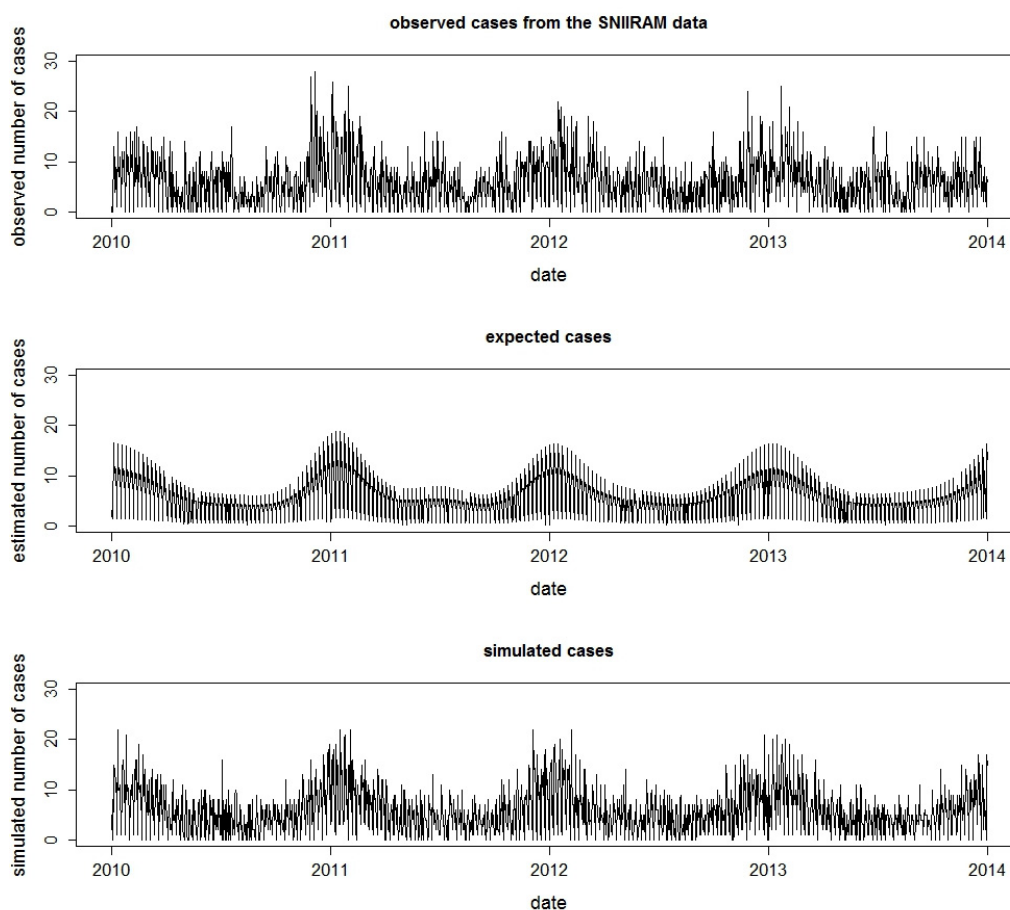 observed cases from the SNIIRAM data
observed number of cases
30
20
10
0
2010 2011 2012 2013 2014
date
expected cases
estimated number of cases
30
20
10
0
2010 2011 2012 2013 2014
date
simulated cases
simulated number of cases
30
20
10
0
2010 2011 2012 2013 2014
date